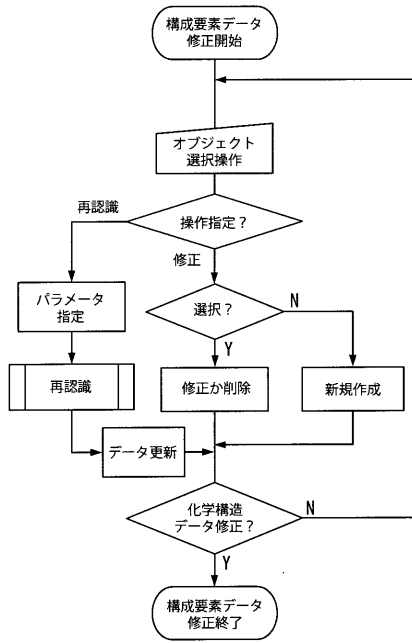 構成要素データ
修正開始
オブジェクト
選択操作
再認識
操作指定？
修正
パラメータ
指定
選択？
N
Y
再認識
修正か削除
新規作成
データ更新
化学構造
データ修正？
N
Y
構成要素データ
修正終了